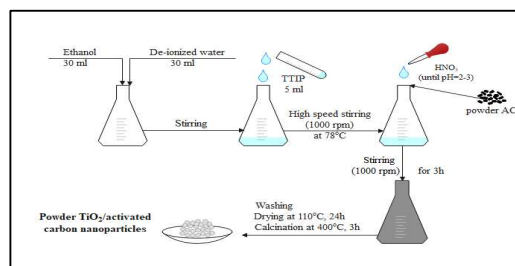 Ethanol
30 ml
De-ionized water
30 ml
TTIP
5 ml
HNO₃
(until pH=2-3)
powder AC
Stirring
High speed stirring
(1000 rpm)
at 78°C
Stirring
(1000 rpm)
for 3h
Washing
Drying at 110°C, 24h
Calcination at 400°C, 3h
Powder TiO₂/activated
carbon nanoparticles